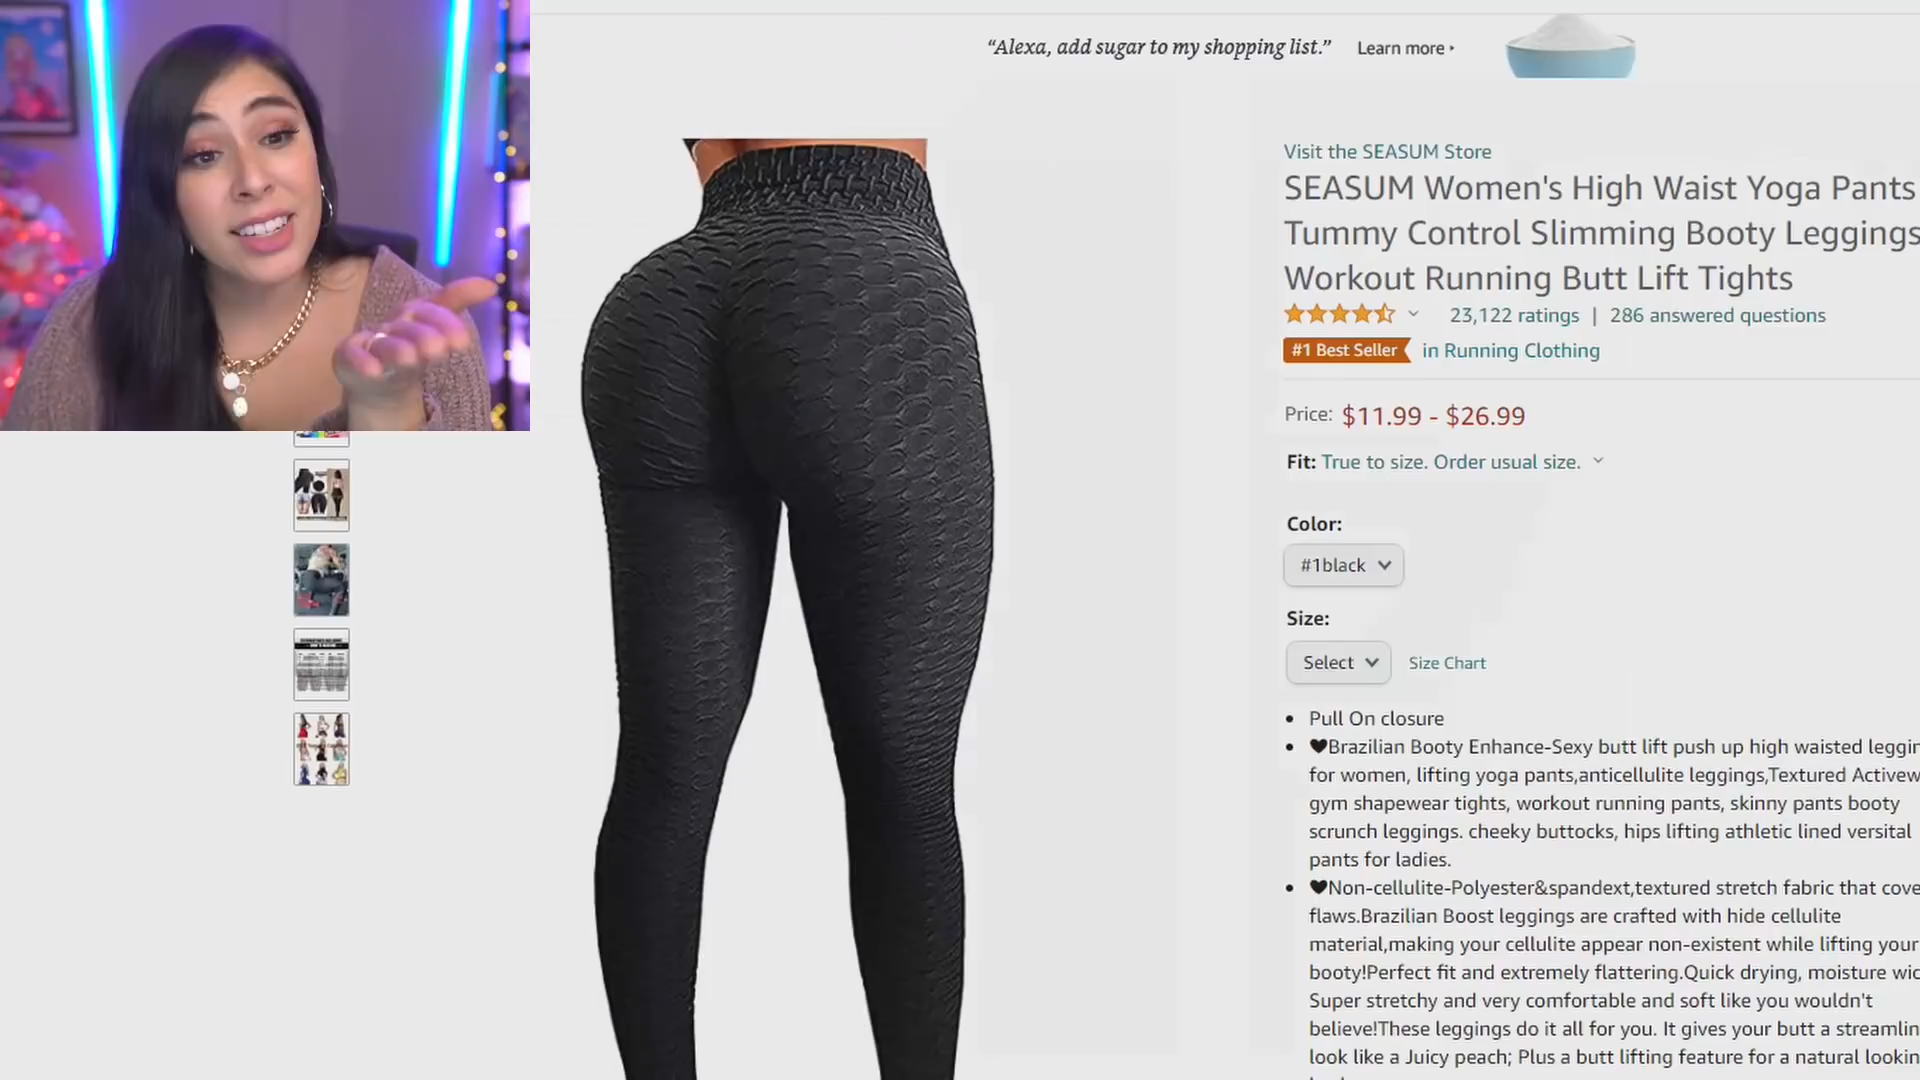 “Alexa, add sugar to my shopping list.” Learn more
Visit the SEASUM Store
SEASUM Women's High Waist Yoga Pants
Tummy Control Slimming Booty Leggings
Workout Running Butt Lift Tights
23,122 ratings | 286 answered questions
#1 Best Seller in Running Clothing
Price: $11.99 - $26.99
Fit: True to size. Order usual size.
Color:
#1black
Size:
Select Size Chart
• Pull On closure
• ♥Brazilian Booty Enhance-Sexy butt lift push up high waisted leggin
for women, lifting yoga pants,anticellulite leggings,Textured Activew
gym shapewear tights, workout running pants, skinny pants booty
scrunch leggings. cheeky buttocks, hips lifting athletic lined versital
pants for ladies.
• ♥Non-cellulite-Polyester&spandext,textured stretch fabric that cove
flaws.Brazilian Boost leggings are crafted with hide cellulite
material,making your cellulite appear non-existent while lifting your
booty!Perfect fit and extremely flattering.Quick drying, moisture wic
Super stretchy and very comfortable and soft like you wouldn't
believe!These leggings do it all for you. It gives your butt a streamlin
look like a Juicy peach; Plus a butt lifting feature for a natural lookin